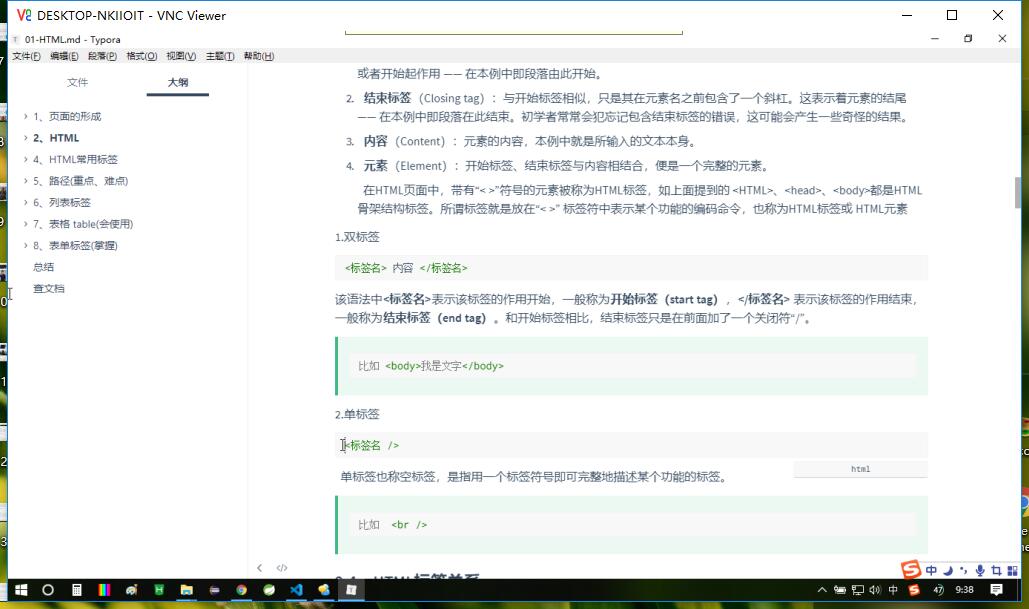 DESKTOP-NKIIOIT - VNC Viewer
01-HTML.md - Typora
文件(F) 编辑(E) 段落(P) 格式(O) 视图(V) 主题(T) 帮助(H)
文件 大纲
1、页面的形成
2、HTML
4、HTML常用标签
5、路径(重点、难点)
6、列表标签
7、表格 table(会使用)
8、表单标签(掌握)
总结
查文档
或者开始起作用 —— 在本例中即段落由此开始。
2. 结束标签（Closing tag）：与开始标签相似，只是其在元素名之前包含了一个斜杠。这表示着元素的结尾
—— 在本例中即段落在此结束。初学者常常会犯忘记包含结束标签的错误，这可能会产生一些奇怪的结果。
3. 内容（Content）：元素的内容，本例中就是所输入的文本本身。
4. 元素（Element）：开始标签、结束标签与内容相结合，便是一个完整的元素。
在HTML页面中，带有“< >”符号的元素被称为HTML标签，如上面提到的 <HTML>、<head>、<body>都是HTML
骨架结构标签。所谓标签就是放在“< >” 标签符中表示某个功能的编码命令，也称为HTML标签或 HTML元素
1.双标签
<标签名> 内容 </标签名>
该语法中<标签名>表示该标签的作用开始，一般称为开始标签（start tag），</标签名> 表示该标签的作用结束，
一般称为结束标签（end tag）。和开始标签相比，结束标签只是在前面加了一个关闭符“/”。
比如 <body>我是文字</body>
2.单标签
<标签名 />
html
单标签也称空标签，是指用一个标签符号即可完整地描述某个功能的标签。
比如 <br />
中
中 47 9:38